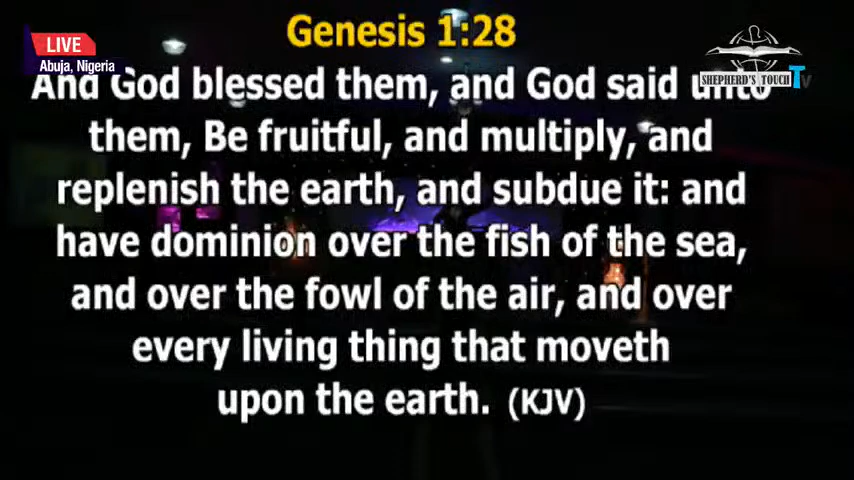 Genesis 1:28
LIVE
Abuja, Nigeria
SHEPHERD'S TOUCH TV
And God blessed them, and God said unto
them, Be fruitful, and multiply, and
replenish the earth, and subdue it: and
have dominion over the fish of the sea,
and over the fowl of the air, and over
every living thing that moveth
upon the earth. (KJV)